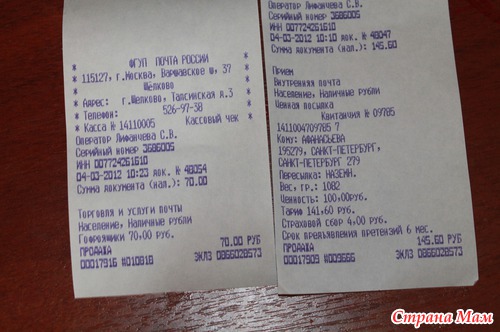 ФГУП ПОЧТА РОССИИ
* 115127, г.Москва, Варшавское ш, 37
* Щёлково *
* Адрес: г.Щелково, Талсинская д.3 *
* Телефон: 526-97-38 *
* Касса № 14110005 Кассовый чек *
Оператор Лифанчева С.В.
Серийный номер 3686005
ИНН 007724261610
04-03-2012 10:23 док. № 48054
Сумма документа (нал.): 70.00
Торговля и услуги почты
Население, Наличные рубли
Гофроящики 70,00 руб.
70.00 РУБ
ПРОДАЖА
00017916 #010818 ЭКЛЗ 0866028573
Оператор Лифанчева С.В.
Серийный номер 3686005
ИНН 007724261610
04-03-2012 10:10 док. № 48047
Сумма документа (нал.): 145.60
Прием
Внутренняя почта
Население, Наличные рубли
Ценная посылка
Квитанция № 09785
1411004709785 7
Кому: АФАНАСЬЕВА
195279, САНКТ-ПЕТЕРБУРГ,
САНКТ-ПЕТЕРБУРГ 279
Пересылка: НАЗЕМН.
Вес, гр.: 1082
Ценность: 100,00руб.
Тариф 141,60 руб.
Страховой сбор 4,00 руб.
Срок предъявления претензий 6 мес.
ПРОДАЖА 145.60 РУБ
00017909 #009666 ЭКЛЗ 0866028573
Страна Мам